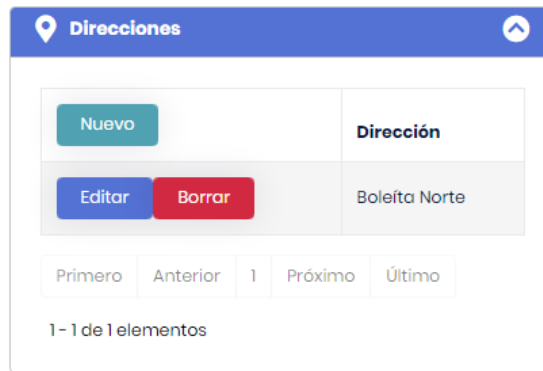 Direcciones
Nuevo Dirección
Editar Borrar Boleíta Norte
Primero Anterior 1 Próximo Último
1 - 1 de 1 elementos